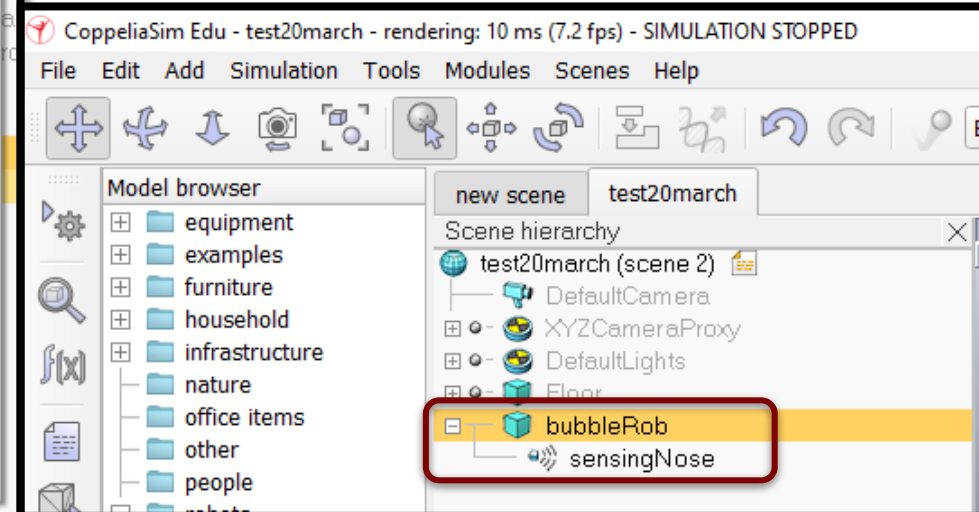 CoppeliaSim Edu - test20march - rendering: 10 ms (7.2 fps) - SIMULATION STOPPED
File Edit Add Simulation Tools Modules Scenes Help
Model browser
equipment
examples
furniture
household
infrastructure
nature
office items
other
people
robots
new scene test20march
Scene hierarchy
test20march (scene 2)
DefaultCamera
XYZCameraProxy
DefaultLights
Floor
bubbleRob
sensingNose
f(x)